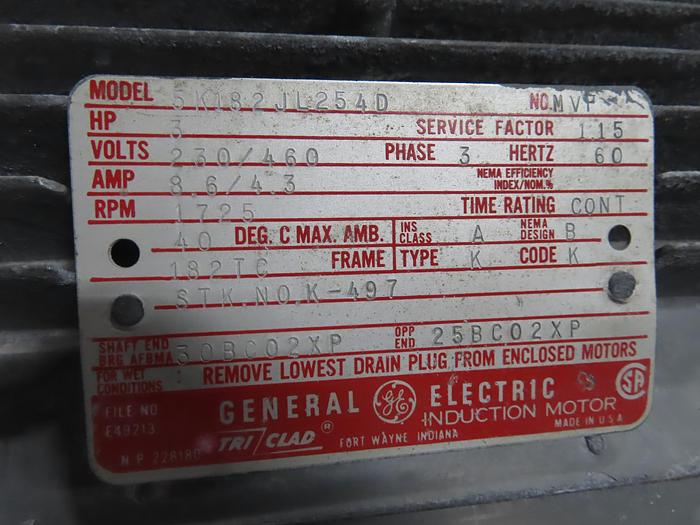 MODEL 5K182JL254D NO. MVP
HP 3 SERVICE FACTOR 115
VOLTS 230/460 PHASE 3 HERTZ 60
AMP 8.6/4.3 NEMA EFFICIENCY INDEX/NOM.%
RPM 1725 TIME RATING CONT
40 DEG. C MAX. AMB. INS CLASS A NEMA DESIGN B
182TC FRAME TYPE K CODE K
STK.NO.K-497
SHAFT END BRG AFBMA 30BC02XP OPP END 25BC02XP
FOR WET CONDITIONS : REMOVE LOWEST DRAIN PLUG FROM ENCLOSED MOTORS
GENERAL GE ELECTRIC SA
FILE NO
E49213
INDUCTION MOTOR
TRI/CLAD ® FORT WAYNE INDIANA MADE IN U.S.A
N.P. 228180